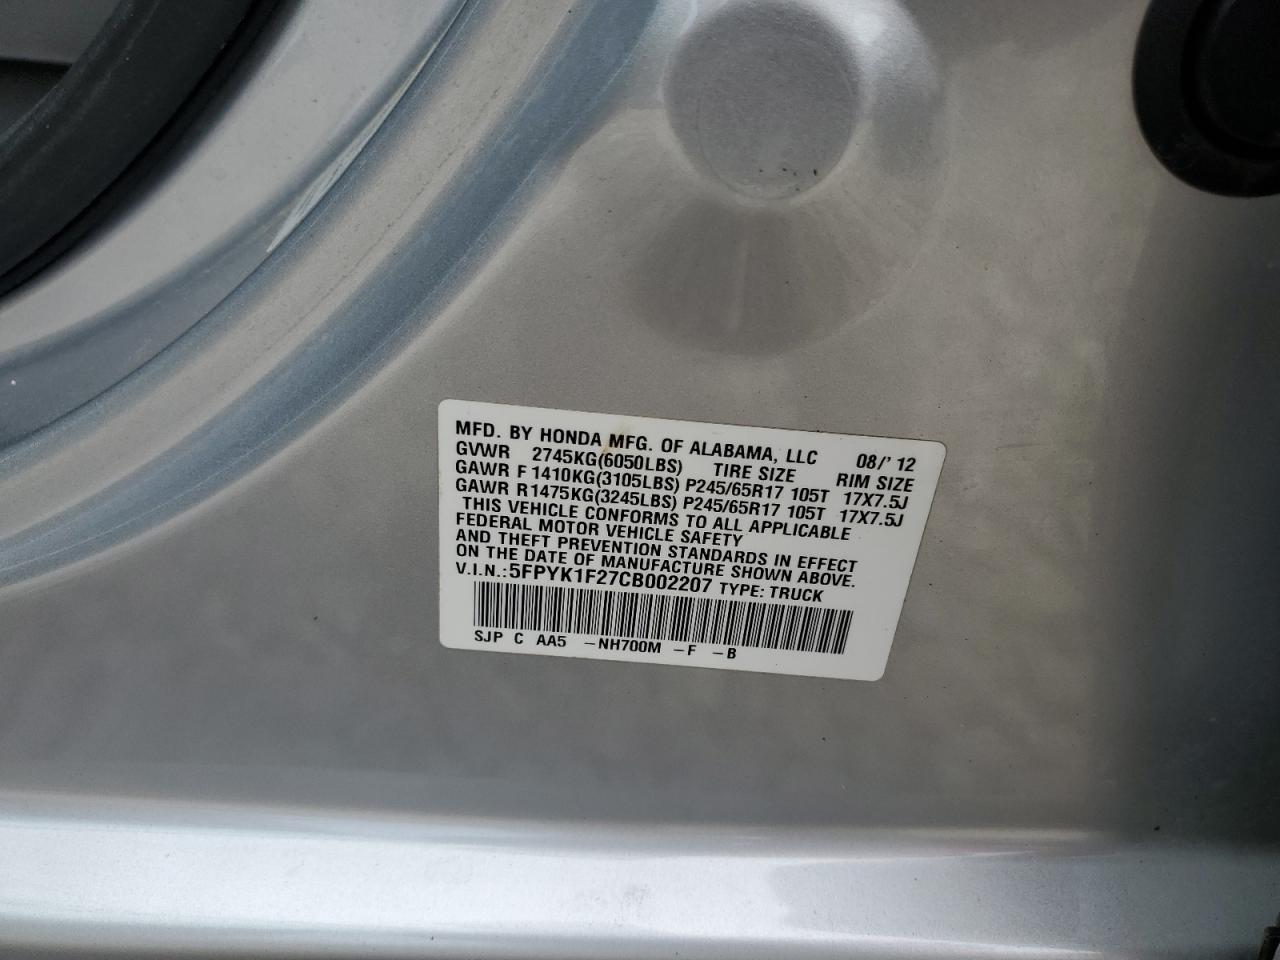 MFD. BY HONDA MFG. OF ALABAMA, LLC 08/'12
GVWR 2745KG(6050LBS) TIRE SIZE RIM SIZE
GAWR F1410KG(3105LBS) P245/65R17 105T 17X7.5J
GAWR R1475KG(3245LBS) P245/65R17 105T 17X7.5J
THIS VEHICLE CONFORMS TO ALL APPLICABLE
FEDERAL MOTOR VEHICLE SAFETY
AND THEFT PREVENTION STANDARDS IN EFFECT
ON THE DATE OF MANUFACTURE SHOWN ABOVE.
V.I.N.:5FPYK1F27CB002207 TYPE: TRUCK
SJP C AA5 -NH700M -F -B